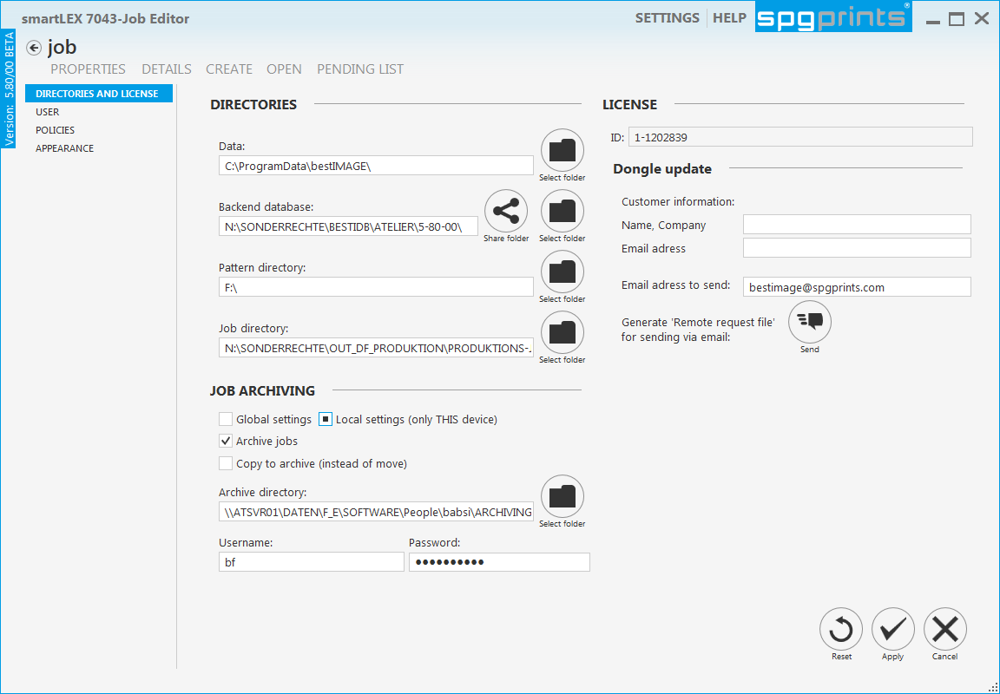 smartLEX 7043-Job Editor
SETTINGS
HELP
spgprints®
Version: 5.80/00 BETA
job
PROPERTIES
DETAILS
CREATE
OPEN
PENDING LIST
DIRECTORIES AND LICENSE
USER
POLICIES
APPEARANCE
DIRECTORIES
Data:
C:\ProgramData\bestIMAGE\
Select folder
Backend database:
N:\SONDERRECHTE\BESTIDB\ATELIER\5-80-00\
Share folder
Select folder
Pattern directory:
F:\
Select folder
Job directory:
N:\SONDERRECHTE\OUT_DF_PRODUKTION\PRODUKTIONS-.
Select folder
JOB ARCHIVING
Global settings
Local settings (only THIS device)
Archive jobs
Copy to archive (instead of move)
Archive directory:
\\ATSVR01\DATEN\F_E\SOFTWARE\People\babsi\ARCHIVING
Select folder
Username:
Password:
bf
●●●●●●●●●●
LICENSE
ID:
1-1202839
Dongle update
Customer information:
Name, Company
Email adress
Email adress to send:
bestimage@spgprints.com
Generate 'Remote request file'
for sending via email:
Send
Reset
Apply
Cancel